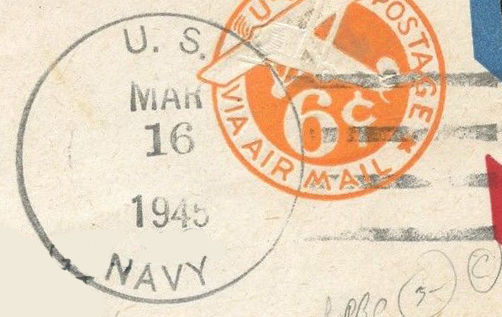 U. S.
MAR
16
1945
NAVY
POSTAGE
6¢
VIA AIR MAIL
C